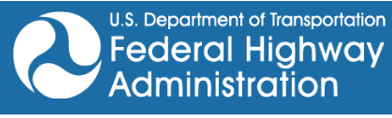 U.S. Department of Transportation
Federal Highway
Administration